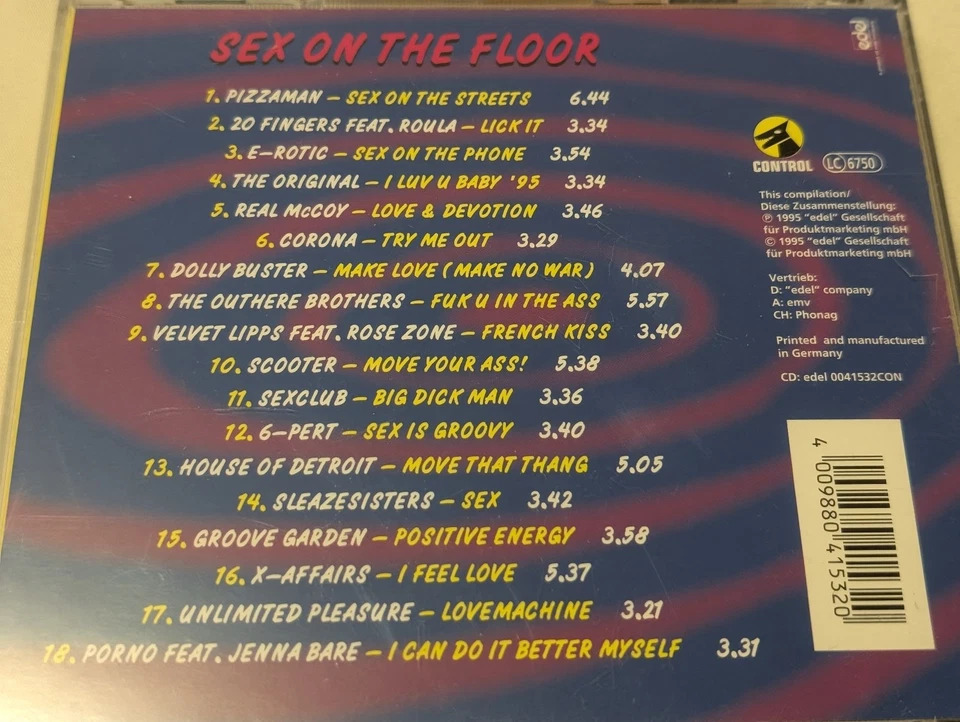 SEX ON THE FLOOR
edel
1. PIZZAMAN – SEX ON THE STREETS 6.44
2. 20 FINGERS FEAT. ROULA – LICK IT 3.34
3. E-ROTIC – SEX ON THE PHONE 3.54
4. THE ORIGINAL – I LUV U BABY '95 3.34
5. REAL McCOY – LOVE & DEVOTION 3.46
6. CORONA – TRY ME OUT 3.29
7. DOLLY BUSTER – MAKE LOVE (MAKE NO WAR) 4.07
8. THE OUTHERE BROTHERS – FUK U IN THE ASS 5.57
9. VELVET LIPPS FEAT. ROSE ZONE – FRENCH KISS 3.40
10. SCOOTER – MOVE YOUR ASS! 5.38
11. SEXCLUB – BIG DICK MAN 3.36
12. 6-PERT – SEX IS GROOVY 3.40
13. HOUSE OF DETROIT – MOVE THAT THANG 5.05
14. SLEAZESISTERS – SEX 3.42
15. GROOVE GARDEN – POSITIVE ENERGY 3.58
16. X-AFFAIRS – I FEEL LOVE 5.37
17. UNLIMITED PLEASURE – LOVEMACHINE 3.21
18. PORNO FEAT. JENNA BARE – I CAN DO IT BETTER MYSELF 3.31
CONTROL LC 6750
This compilation/
Diese Zusammenstellung:
℗ 1995 "edel" Gesellschaft
für Produktmarketing mbH
© 1995 "edel" Gesellschaft
für Produktmarketing mbH
Vertrieb:
D: "edel" company
A: emv
CH: Phonag
Printed and manufactured
in Germany
CD: edel 0041532CON
4 009880 415320